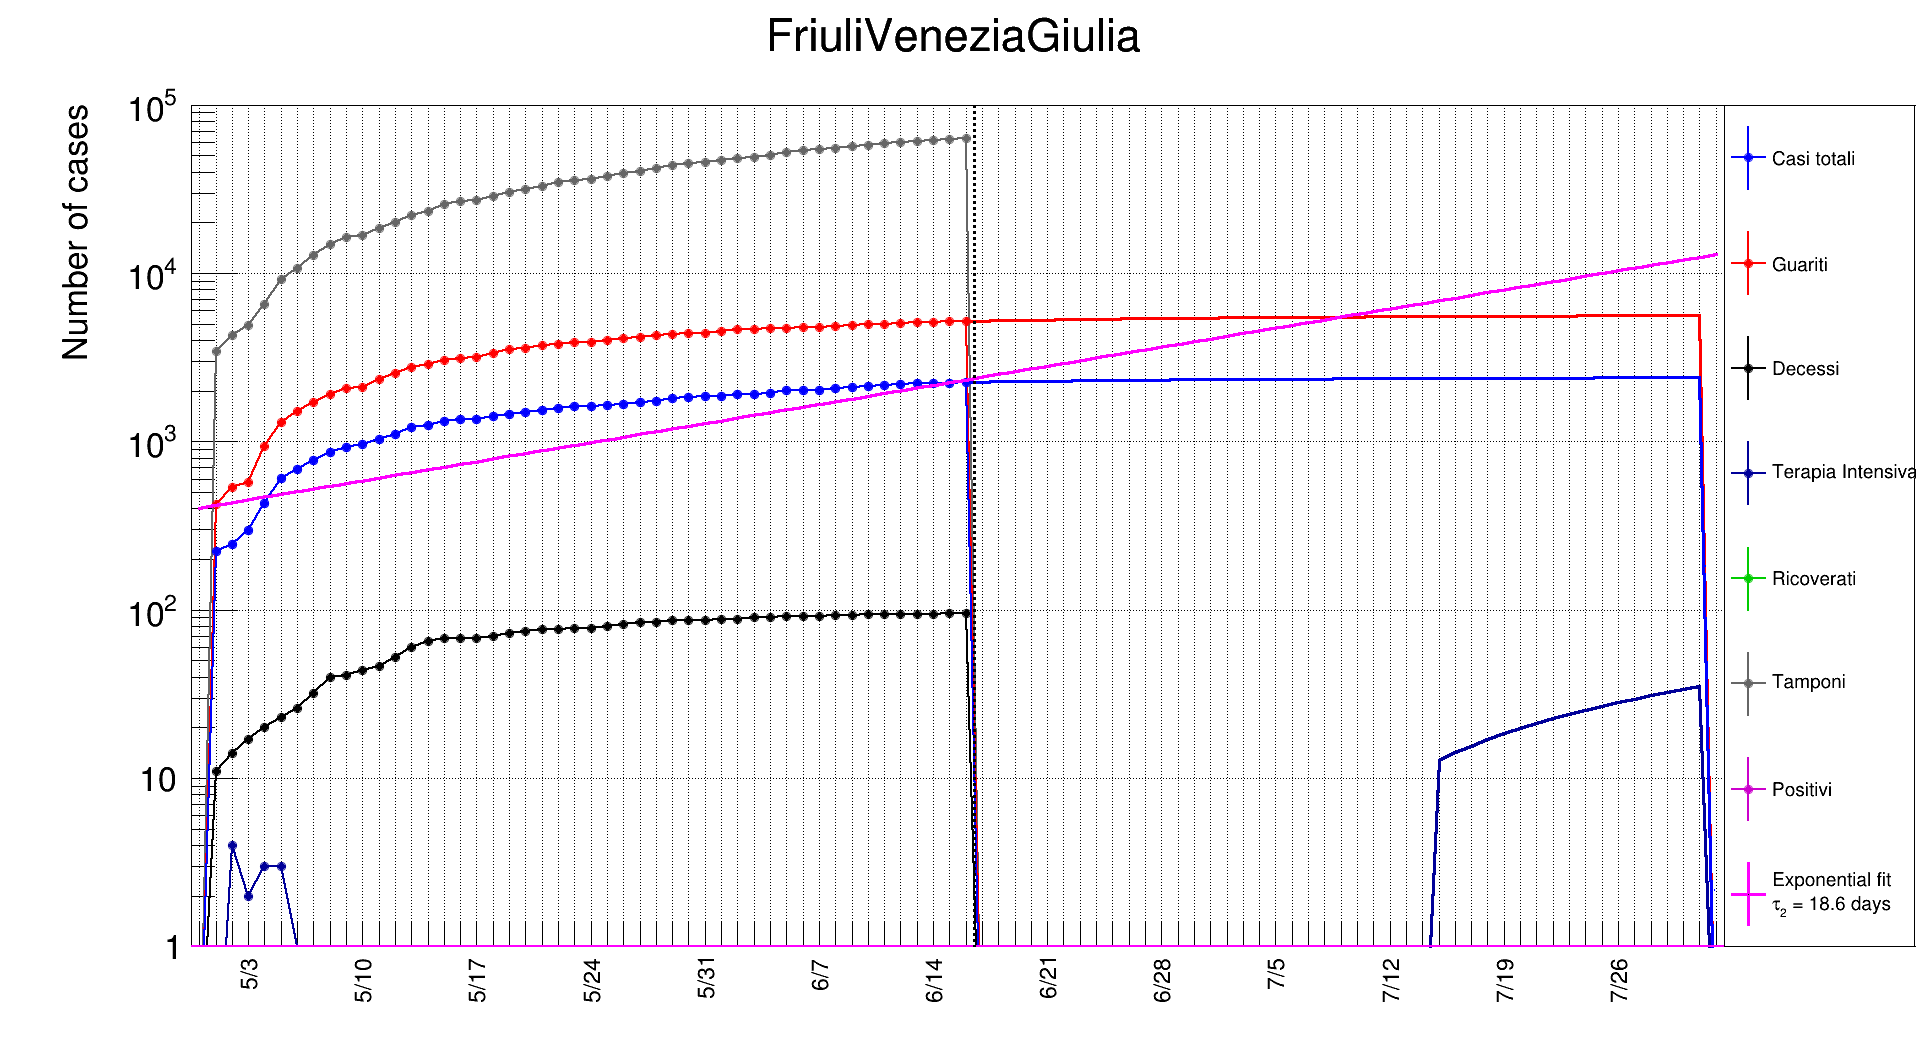 FriuliVeneziaGiulia
Number of cases
10^5
10^4
10^3
10^2
10
1
5/3
5/10
5/17
5/24
5/31
6/7
6/14
6/21
6/28
7/5
7/12
7/19
7/26
Casi totali
Guariti
Decessi
Terapia Intensiva
Ricoverati
Tamponi
Positivi
Exponential fit
τ_2 = 18.6 days